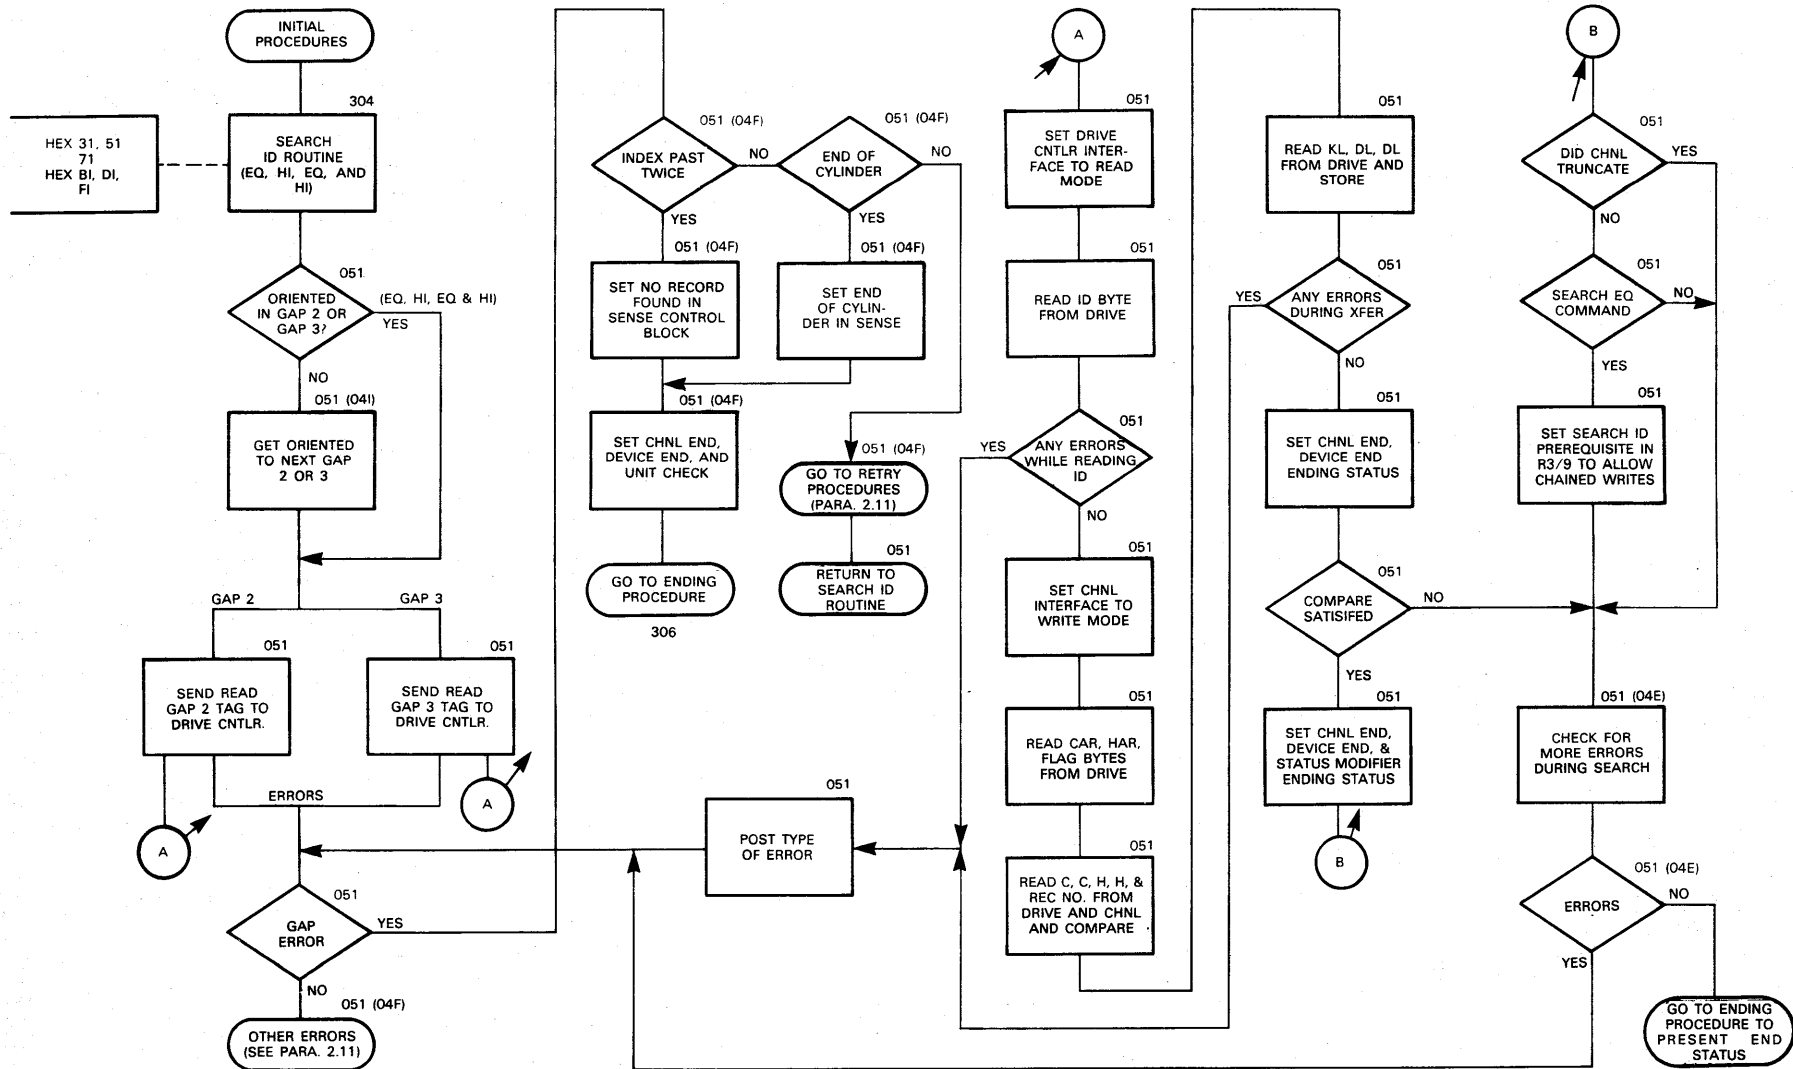 INITIAL
PROCEDURES
304
HEX 31, 51
71
HEX BI, DI,
FI
SEARCH
ID ROUTINE
(EQ, HI, EQ, AND
HI)
051
ORIENTED
IN GAP 2 OR
GAP 3?
(EQ, HI, EQ & HI)
YES
NO
051 (04I)
GET ORIENTED
TO NEXT GAP
2 OR 3
GAP 2
GAP 3
051
SEND READ
GAP 2 TAG TO
DRIVE CNTLR.
051
SEND READ
GAP 3 TAG TO
DRIVE CNTLR.
ERRORS
A
A
051
GAP
ERROR
YES
NO
051 (04F)
OTHER ERRORS
(SEE PARA. 2.11)
051 (04F)
INDEX PAST
TWICE
NO
YES
051 (04F)
END OF
CYLINDER
NO
YES
051 (04F)
SET NO RECORD
FOUND IN
SENSE CONTROL
BLOCK
051 (04F)
SET END
OF CYLIN-
DER IN SENSE
051 (04F)
SET CHNL END,
DEVICE END, AND
UNIT CHECK
GO TO ENDING
PROCEDURE
306
051 (04F)
GO TO RETRY
PROCEDURES
(PARA. 2.11)
051
RETURN TO
SEARCH ID
ROUTINE
051
POST TYPE
OF ERROR
A
051
SET DRIVE
CNTLR INTER-
FACE TO READ
MODE
051
READ ID BYTE
FROM DRIVE
051
YES
ANY ERRORS
WHILE READING
ID
NO
051
SET CHNL
INTERFACE TO
WRITE MODE
051
READ CAR, HAR,
FLAG BYTES
FROM DRIVE
051
READ C, C, H, H, &
REC NO. FROM
DRIVE AND CHNL
AND COMPARE
051
READ KL, DL, DL
FROM DRIVE AND
STORE
051
YES
ANY ERRORS
DURING XFER
NO
051
SET CHNL END,
DEVICE END
ENDING STATUS
051
COMPARE
SATISIFED
NO
YES
051
SET CHNL END,
DEVICE END, &
STATUS MODIFIER
ENDING STATUS
B
B
051
DID CHNL
TRUNCATE
YES
NO
051
SEARCH EQ
COMMAND
NO
YES
051
SET SEARCH ID
PREREQUISITE IN
R3/9 TO ALLOW
CHAINED WRITES
051 (04E)
CHECK FOR
MORE ERRORS
DURING SEARCH
051 (04E)
ERRORS
NO
YES
GO TO ENDING
PROCEDURE TO
PRESENT END
STATUS